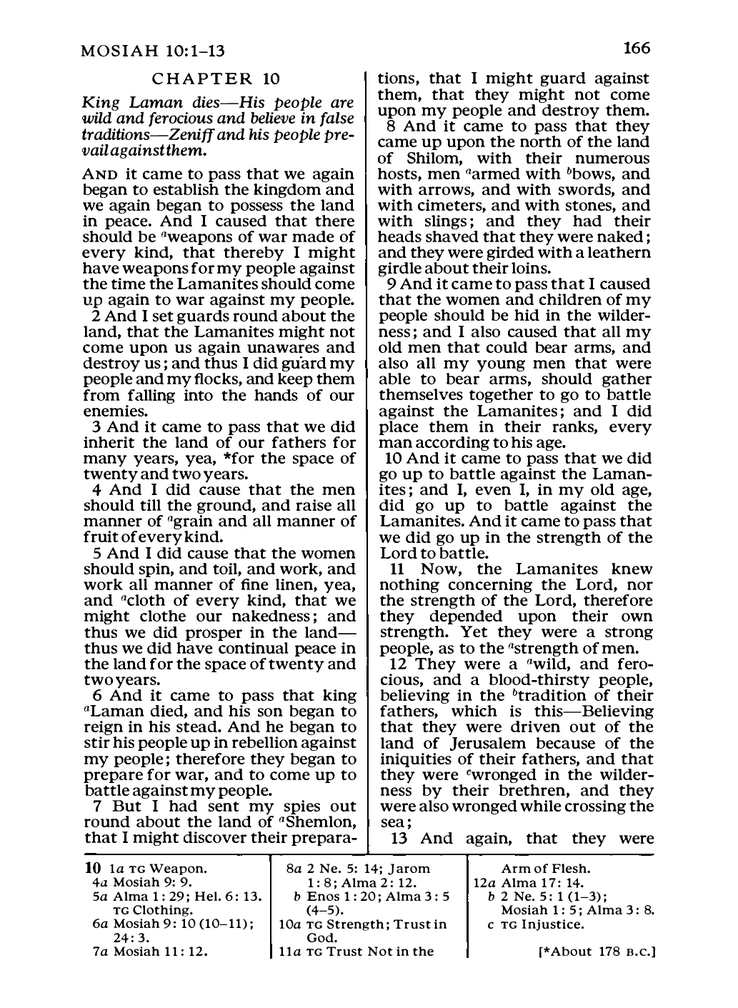 MOSIAH 10:1–13
166
CHAPTER 10
King Laman dies—His people are
wild and ferocious and believe in false
traditions—Zeniff and his people pre-
vail against them.
AND it came to pass that we again
began to establish the kingdom and
we again began to possess the land
in peace. And I caused that there
should be aweapons of war made of
every kind, that thereby I might
have weapons for my people against
the time the Lamanites should come
up again to war against my people.
2 And I set guards round about the
land, that the Lamanites might not
come upon us again unawares and
destroy us; and thus I did guard my
people and my flocks, and keep them
from falling into the hands of our
enemies.
3 And it came to pass that we did
inherit the land of our fathers for
many years, yea, *for the space of
twenty and two years.
4 And I did cause that the men
should till the ground, and raise all
manner of agrain and all manner of
fruit of every kind.
5 And I did cause that the women
should spin, and toil, and work, and
work all manner of fine linen, yea,
and acloth of every kind, that we
might clothe our nakedness; and
thus we did prosper in the land—
thus we did have continual peace in
the land for the space of twenty and
two years.
6 And it came to pass that king
aLaman died, and his son began to
reign in his stead. And he began to
stir his people up in rebellion against
my people; therefore they began to
prepare for war, and to come up to
battle against my people.
7 But I had sent my spies out
round about the land of aShemlon,
that I might discover their prepara-
tions, that I might guard against
them, that they might not come
upon my people and destroy them.
8 And it came to pass that they
came up upon the north of the land
of Shilom, with their numerous
hosts, men aarmed with bbows, and
with arrows, and with swords, and
with cimeters, and with stones, and
with slings; and they had their
heads shaved that they were naked;
and they were girded with a leathern
girdle about their loins.
9 And it came to pass that I caused
that the women and children of my
people should be hid in the wilder-
ness; and I also caused that all my
old men that could bear arms, and
also all my young men that were
able to bear arms, should gather
themselves together to go to battle
against the Lamanites; and I did
place them in their ranks, every
man according to his age.
10 And it came to pass that we did
go up to battle against the Laman-
ites; and I, even I, in my old age,
did go up to battle against the
Lamanites. And it came to pass that
we did go up in the strength of the
Lord to battle.
11 Now, the Lamanites knew
nothing concerning the Lord, nor
the strength of the Lord, therefore
they depended upon their own
strength. Yet they were a strong
people, as to the astrength of men.
12 They were a awild, and fero-
cious, and a blood-thirsty people,
believing in the btradition of their
fathers, which is this—Believing
that they were driven out of the
land of Jerusalem because of the
iniquities of their fathers, and that
they were cwronged in the wilder-
ness by their brethren, and they
were also wronged while crossing the
sea;
13 And again, that they were
10 1a TG Weapon.
4a Mosiah 9: 9.
5a Alma 1: 29; Hel. 6: 13.
TG Clothing.
6a Mosiah 9: 10 (10–11);
24: 3.
7a Mosiah 11: 12.
8a 2 Ne. 5: 14; Jarom
1: 8; Alma 2: 12.
b Enos 1: 20; Alma 3: 5
(4–5).
10a TG Strength; Trust in
God.
11a TG Trust Not in the
Arm of Flesh.
12a Alma 17: 14.
b 2 Ne. 5: 1 (1–3);
Mosiah 1: 5; Alma 3: 8.
c TG Injustice.
[*About 178 B.C.]